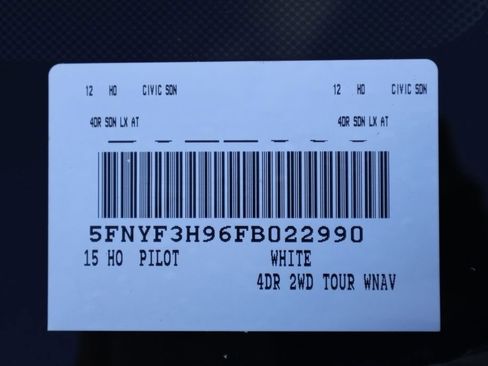 12 HO CIVIC SDN 12 HO CIVIC SDN
4DR SDN LX AT 4DR SDN LX AT
5FNYF3H96FB022990
15 HO PILOT WHITE
4DR 2WD TOUR WNAV